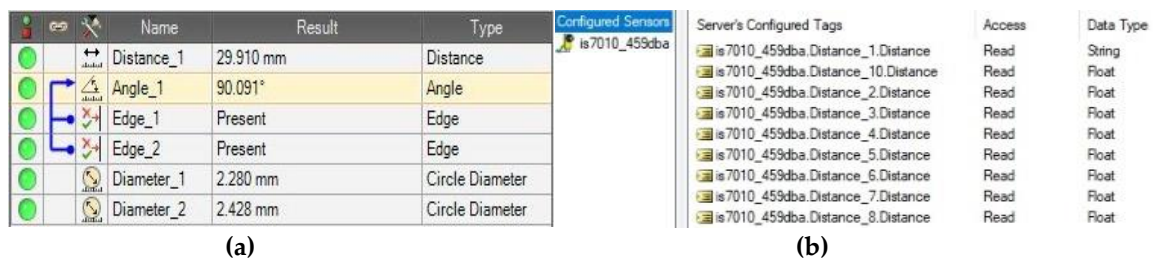 Name Result Type
Distance_1 29.910 mm Distance
Angle_1 90.091° Angle
Edge_1 Present Edge
Edge_2 Present Edge
Diameter_1 2.280 mm Circle Diameter
Diameter_2 2.428 mm Circle Diameter
(a)
Configured Sensors
is7010_459dba
Server's Configured Tags Access Data Type
is7010_459dba.Distance_1.Distance Read String
is7010_459dba.Distance_10.Distance Read Float
is7010_459dba.Distance_2.Distance Read Float
is7010_459dba.Distance_3.Distance Read Float
is7010_459dba.Distance_4.Distance Read Float
is7010_459dba.Distance_5.Distance Read Float
is7010_459dba.Distance_6.Distance Read Float
is7010_459dba.Distance_7.Distance Read Float
is7010_459dba.Distance_8.Distance Read Float
(b)